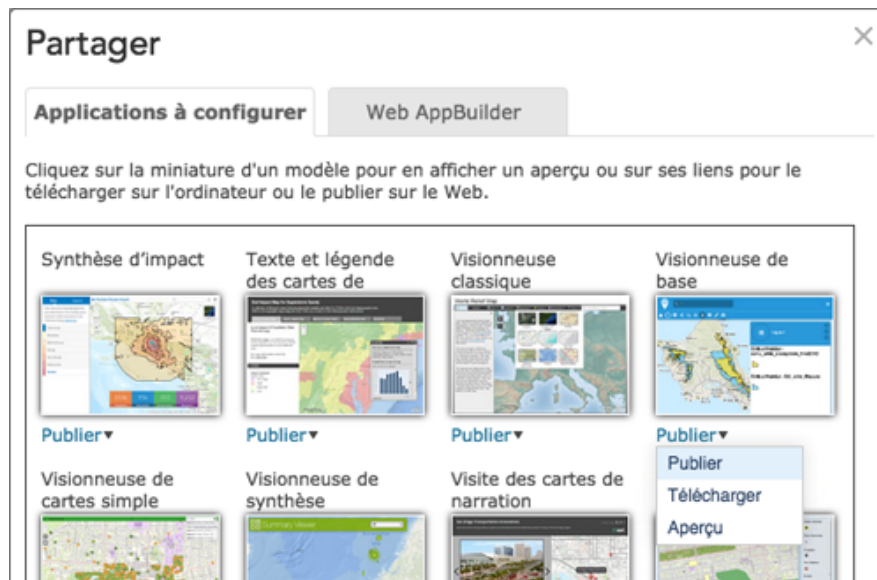 Partager
Applications à configurer
Web AppBuilder
Cliquez sur la miniature d'un modèle pour en afficher un aperçu ou sur ses liens pour le
télécharger sur l'ordinateur ou le publier sur le Web.
Synthèse d’impact
Texte et légende
des cartes de
Visionneuse
classique
Visionneuse de
base
Publier▾
Publier▾
Publier▾
Publier▾
Publier
Télécharger
Aperçu
Visionneuse de
cartes simple
Visionneuse de
synthèse
Visite des cartes de
narration
Summary Viewer